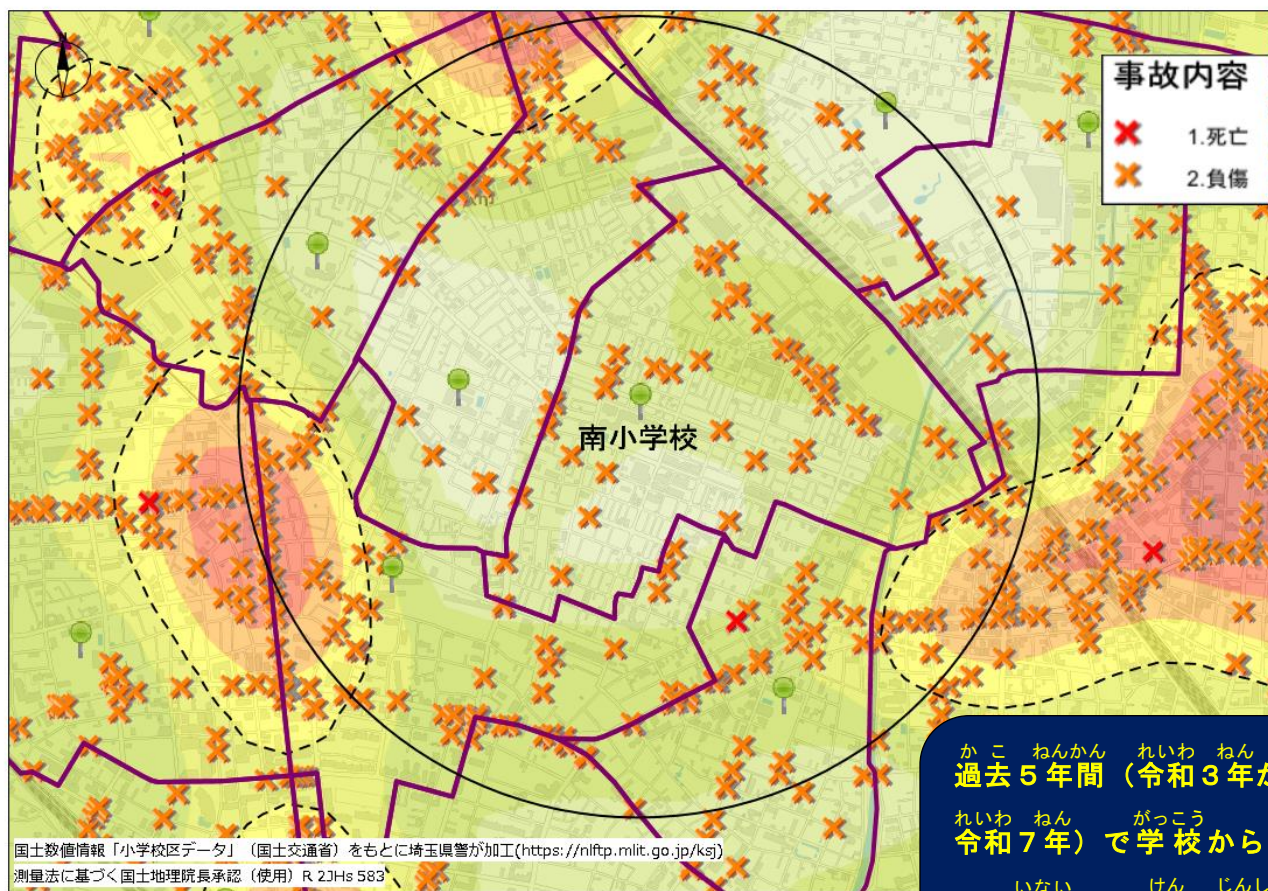 事故内容
1.死亡
2.負傷
南小学校
かこ ねんかん れいわ ねん
過去５年間（令和３年か
れいわ ねん がっこう
令和７年）で学校から
いない けん じんし
国土数値情報「小学校区データ」（国土交通省）をもとに埼玉県警が加工(https://nlftp.mlit.go.jp/ksj)
測量法に基づく国土地理院長承認（使用）R 2JHs 583